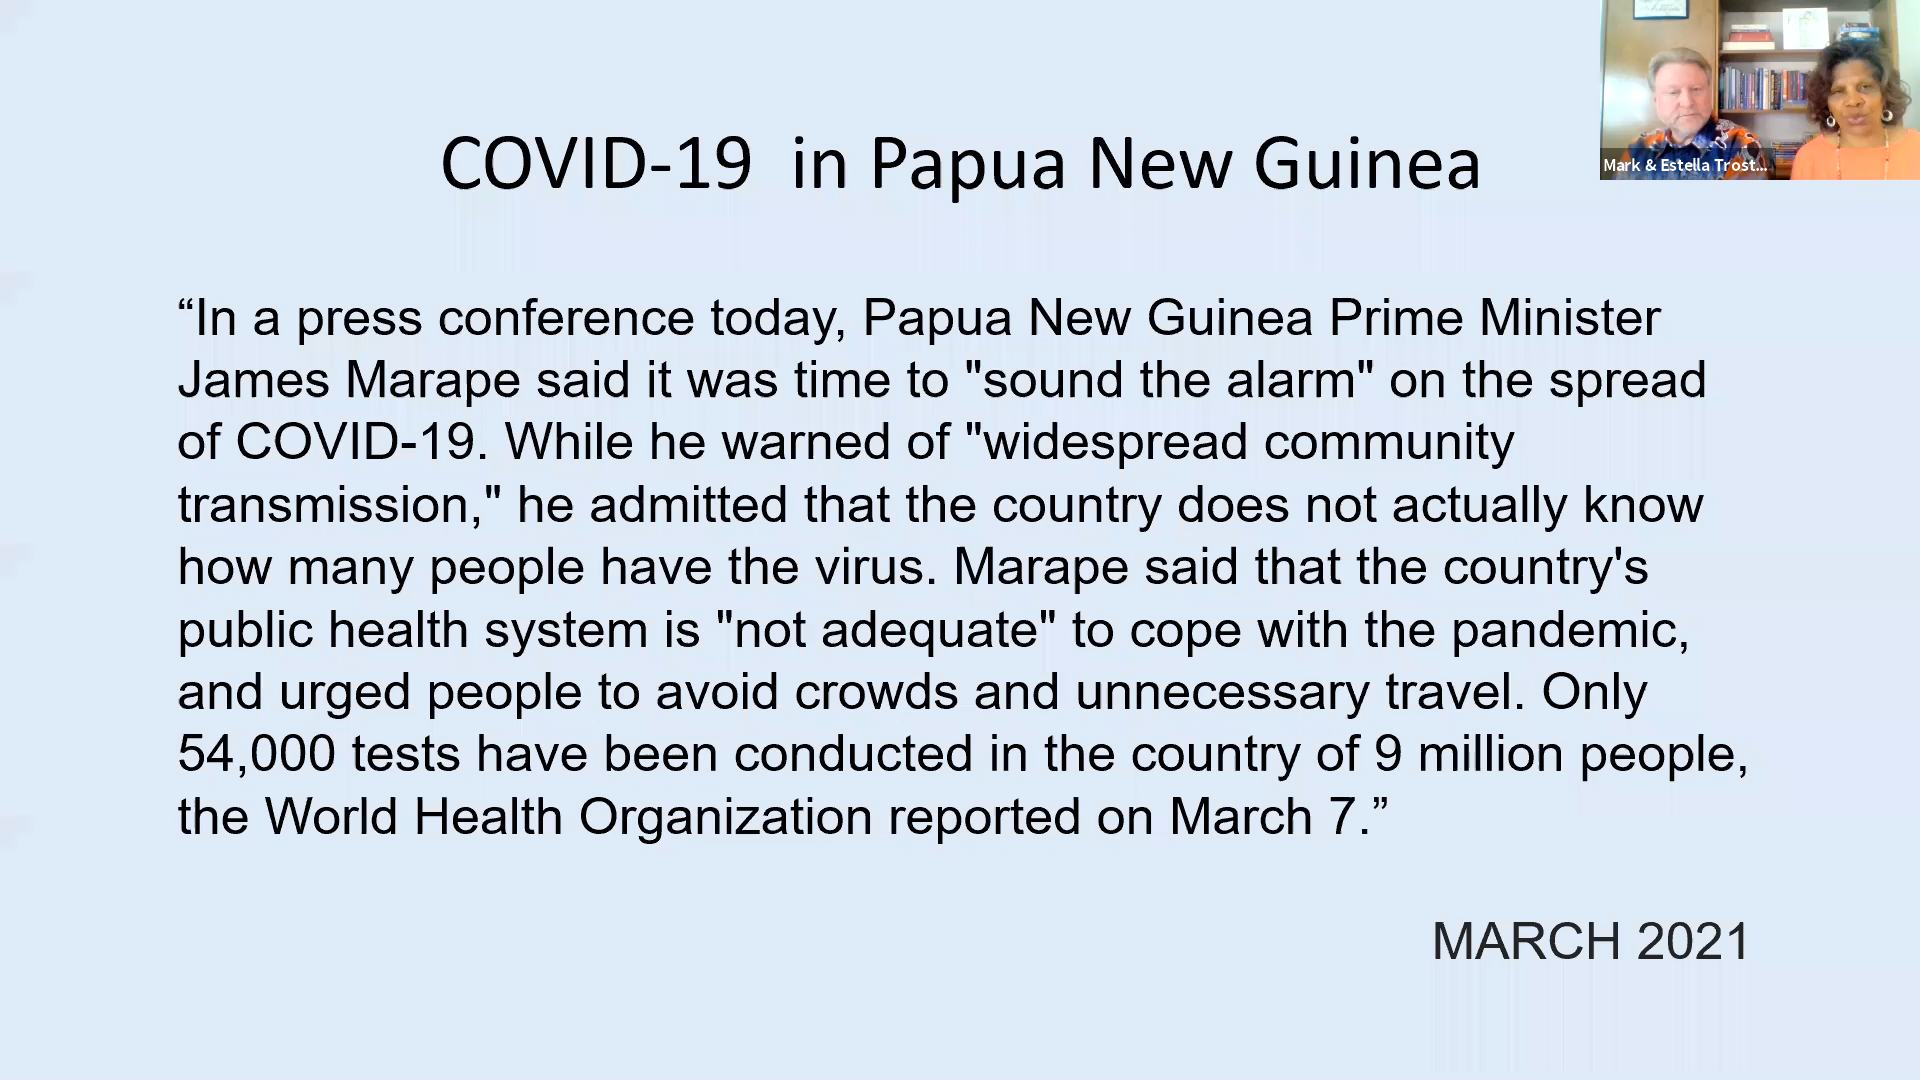 COVID-19 in Papua New Guinea
Mark & Estella Trost...
“In a press conference today, Papua New Guinea Prime Minister
James Marape said it was time to "sound the alarm" on the spread
of COVID-19. While he warned of "widespread community
transmission," he admitted that the country does not actually know
how many people have the virus. Marape said that the country's
public health system is "not adequate" to cope with the pandemic,
and urged people to avoid crowds and unnecessary travel. Only
54,000 tests have been conducted in the country of 9 million people,
the World Health Organization reported on March 7.”
MARCH 2021